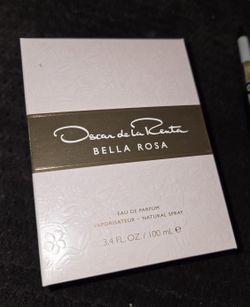 Oscar de la Renta
BELLA ROSA
EAU DE PARFUM
VAPORISATEUR - NATURAL SPRAY
3.4 FL. OZ. / 100 mL ℮